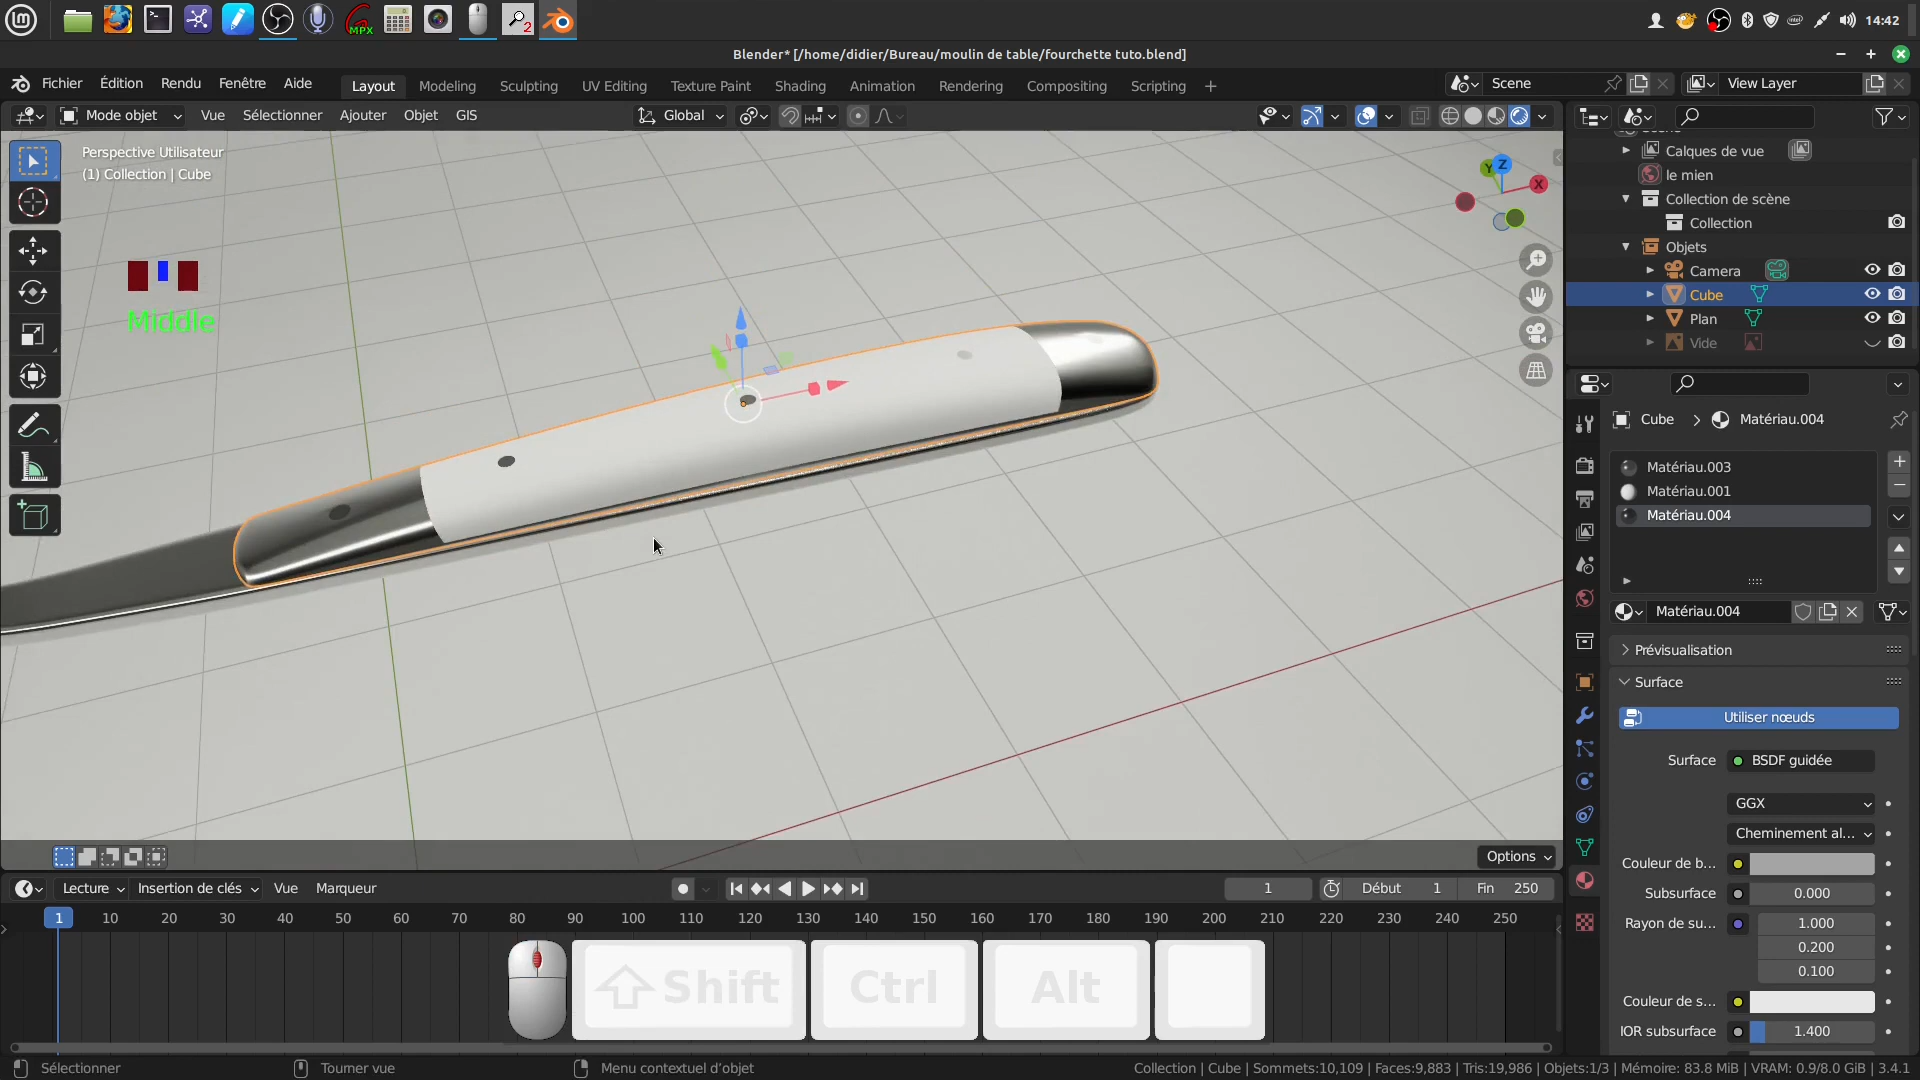 MPX
2
14:42
Blender* [/home/didier/Bureau/moulin de table/fourchette tuto.blend]
Fichier Édition Rendu Fenêtre Aide
Layout Modeling Sculpting UV Editing Texture Paint Shading Animation Rendering Compositing Scripting +
Scene
View Layer
Mode objet Vue Sélectionner Ajouter Objet GIS
Global
Perspective Utilisateur
(1) Collection | Cube
Middle
Z
Y
X
Calques de vue
le mien
Collection de scène
Collection
Objets
Camera
Cube
Plan
Vide
Cube > Matériau.004
Matériau.003
Matériau.001
Matériau.004
Matériau.004
Prévisualisation
Surface
Utiliser nœuds
Surface BSDF guidée
GGX
Cheminement al...
Couleur de b...
Subsurface 0.000
Rayon de su... 1.000
0.200
0.100
Couleur de s...
IOR subsurface 1.400
Options
Lecture Insertion de clés Vue Marqueur
1 Début 1 Fin 250
1 10 20 30 40 50 60 70 80 90 100 110 120 130 140 150 160 170 180 190 200 210 220 230 240 250
Shift Ctrl Alt
Sélectionner Tourner vue Menu contextuel d'objet
Collection | Cube | Sommets:10,109 | Faces:9,883 | Tris:19,986 | Objets:1/3 | Mémoire: 83.8 MiB | VRAM: 0.9/8.0 GiB | 3.4.1